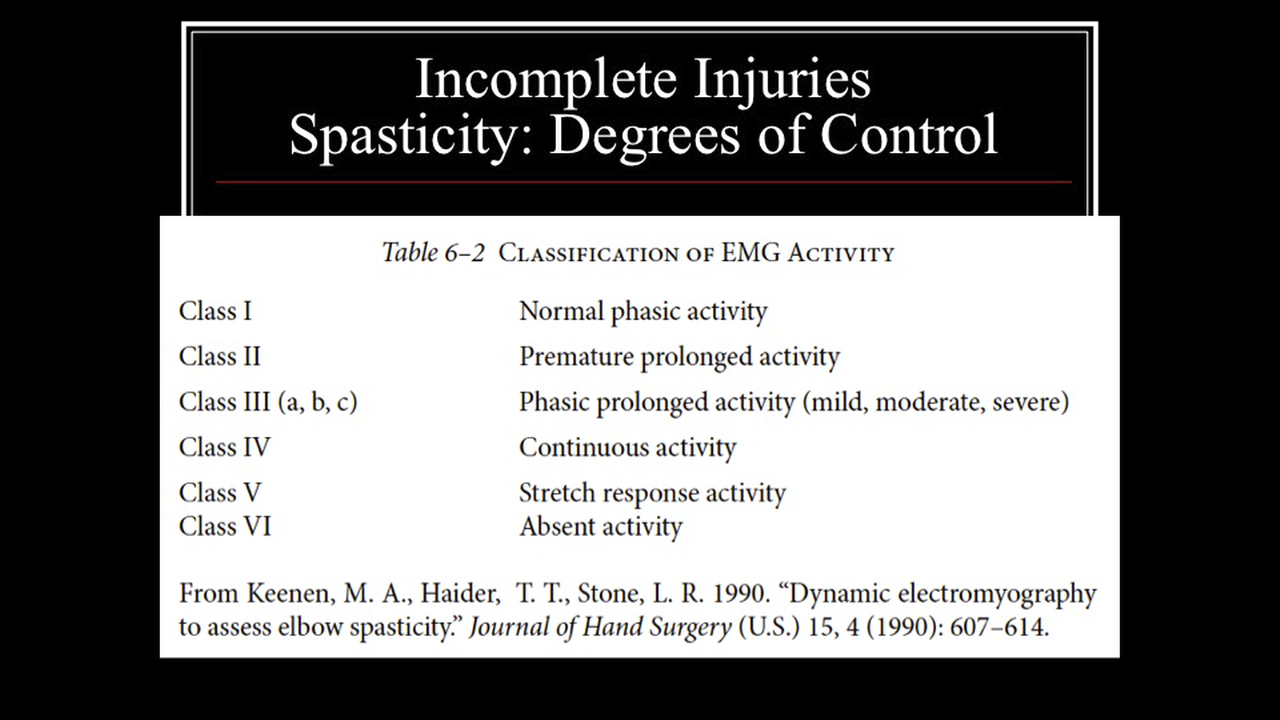 Incomplete Injuries
Spasticity: Degrees of Control
Table 6–2 Classification of EMG Activity
Class I Normal phasic activity
Class II Premature prolonged activity
Class III (a, b, c) Phasic prolonged activity (mild, moderate, severe)
Class IV Continuous activity
Class V Stretch response activity
Class VI Absent activity
From Keenen, M. A., Haider, T. T., Stone, L. R. 1990. “Dynamic electromyography
to assess elbow spasticity.” Journal of Hand Surgery (U.S.) 15, 4 (1990): 607–614.